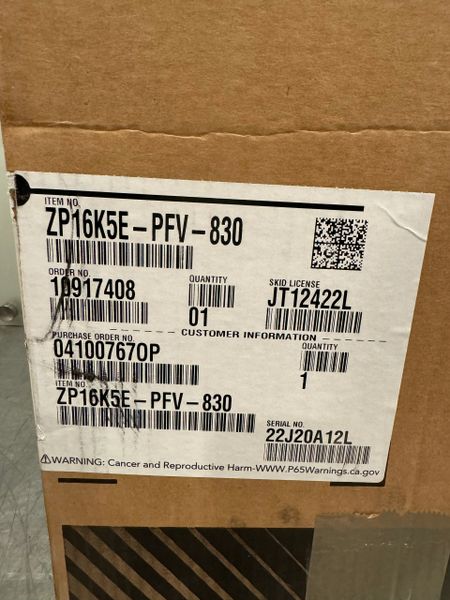 ITEM NO.
ZP16K5E-PFV-830
ORDER NO.
10917408
QUANTITY
01
SKID LICENSE
JT12422L
CUSTOMER INFORMATION
PURCHASE ORDER NO.
04100767OP
QUANTITY
1
ITEM NO.
ZP16K5E-PFV-830
SERIAL NO.
22J20A12L
⚠WARNING: Cancer and Reproductive Harm-WWW.P65Warnings.ca.gov